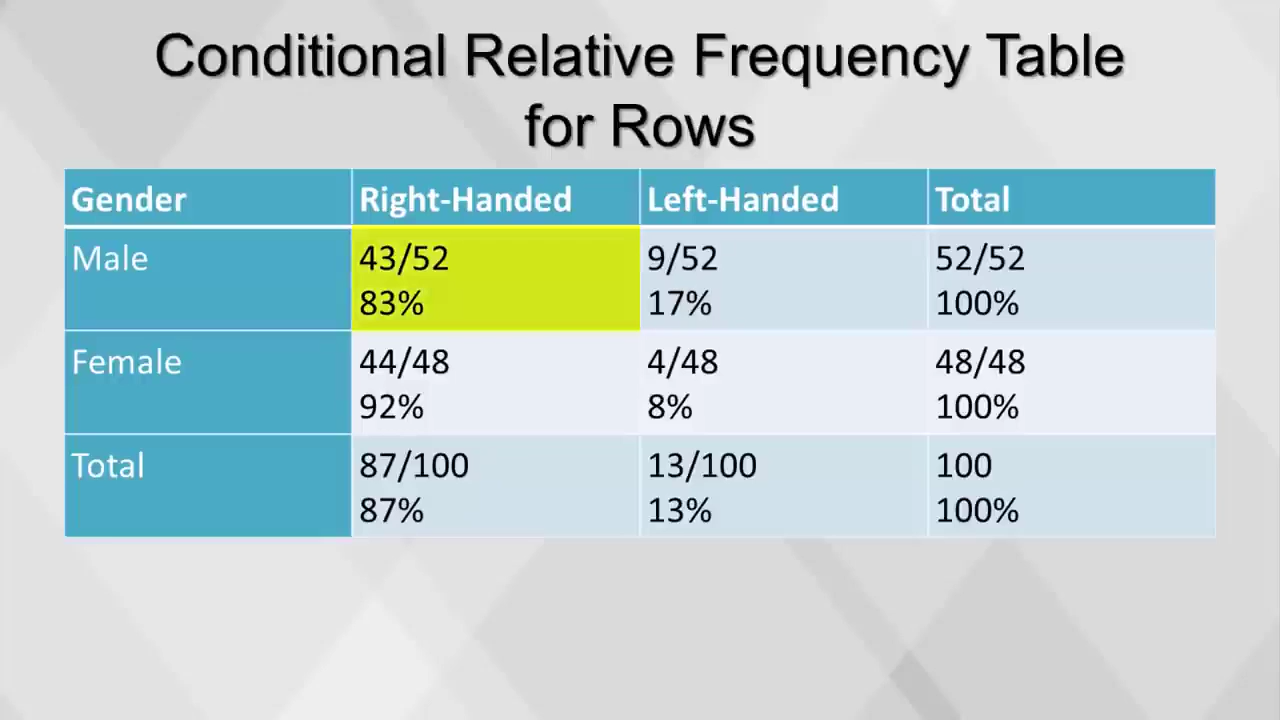 Conditional Relative Frequency Table
for Rows
Gender Right-Handed Left-Handed Total
Male 43/52 9/52 52/52
83% 17% 100%
Female 44/48 4/48 48/48
92% 8% 100%
Total 87/100 13/100 100
87% 13% 100%